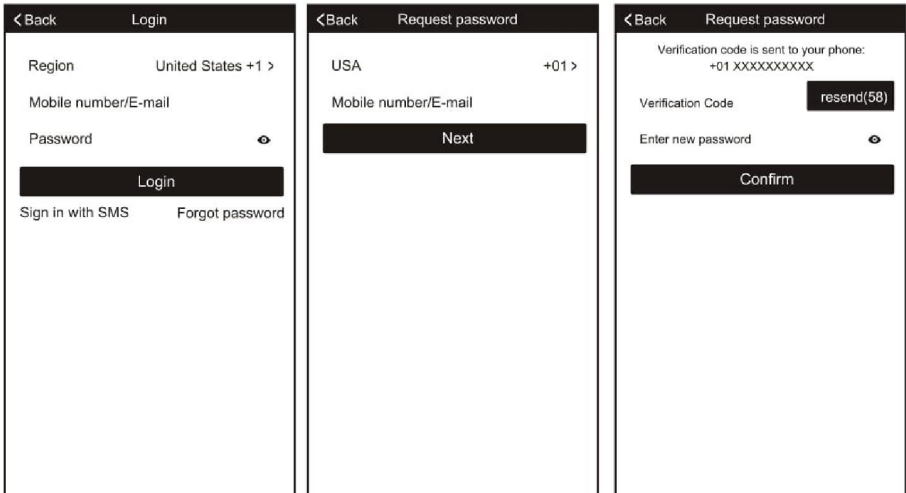 Back Login
Region United States +1 >
Mobile number/E-mail
Password
Login
Sign in with SMS Forgot password
Back Request password
USA +01 >
Mobile number/E-mail
Next
Back Request password
Verification code is sent to your phone:
+01 XXXXXXXXXX
Verification Code resend(58)
Enter new password
Confirm